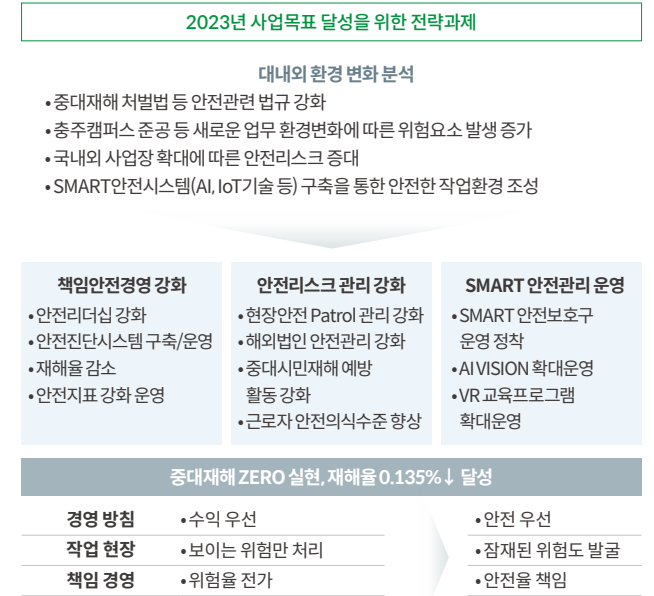 2023년 사업목표 달성을 위한 전략과제
대내외 환경 변화 분석
•중대재해 처벌법 등 안전관련 법규 강화
•충주캠퍼스 준공 등 새로운 업무 환경변화에 따른 위험요소 발생 증가
•국내외 사업장 확대에 따른 안전리스크 증대
•SMART안전시스템(AI, IoT기술 등) 구축을 통한 안전한 작업환경 조성
책임안전경영 강화
•안전리더십 강화
•안전진단시스템 구축/운영
•재해율 감소
•안전지표 강화 운영
안전리스크 관리 강화
•현장안전 Patrol 관리 강화
•해외법인 안전관리 강화
•중대시민재해 예방
활동 강화
•근로자 안전의식수준 향상
SMART 안전관리 운영
•SMART 안전보호구
운영 정착
•AI VISION 확대운영
•VR 교육프로그램
확대운영
중대재해 ZERO 실현, 재해율 0.135%↓ 달성
경영 방침 •수익 우선 •안전 우선
작업 현장 •보이는 위험만 처리 •잠재된 위험도 발굴
책임 경영 •위험율 전가 •안전율 책임